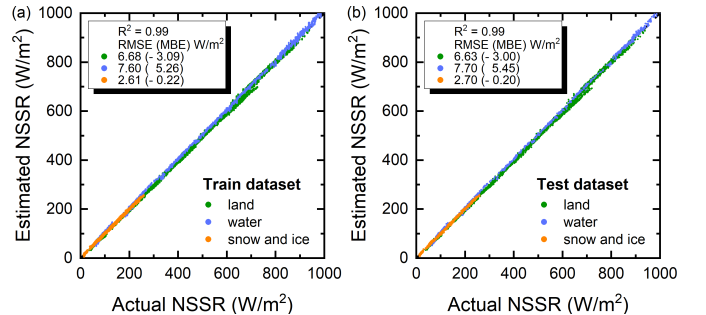 (a)
R² = 0.99
RMSE (MBE) W/m²
6.68 (- 3.09)
7.60 ( 5.26)
2.61 (- 0.22)
Train dataset
land
water
snow and ice
1000
800
600
400
200
0
0 200 400 600 800 1000
Estimated NSSR (W/m²)
Actual NSSR (W/m²)
(b)
R² = 0.99
RMSE (MBE) W/m²
6.63 (- 3.00)
7.70 ( 5.45)
2.70 (- 0.20)
Test dataset
land
water
snow and ice
1000
800
600
400
200
0
0 200 400 600 800 1000
Estimated NSSR (W/m²)
Actual NSSR (W/m²)